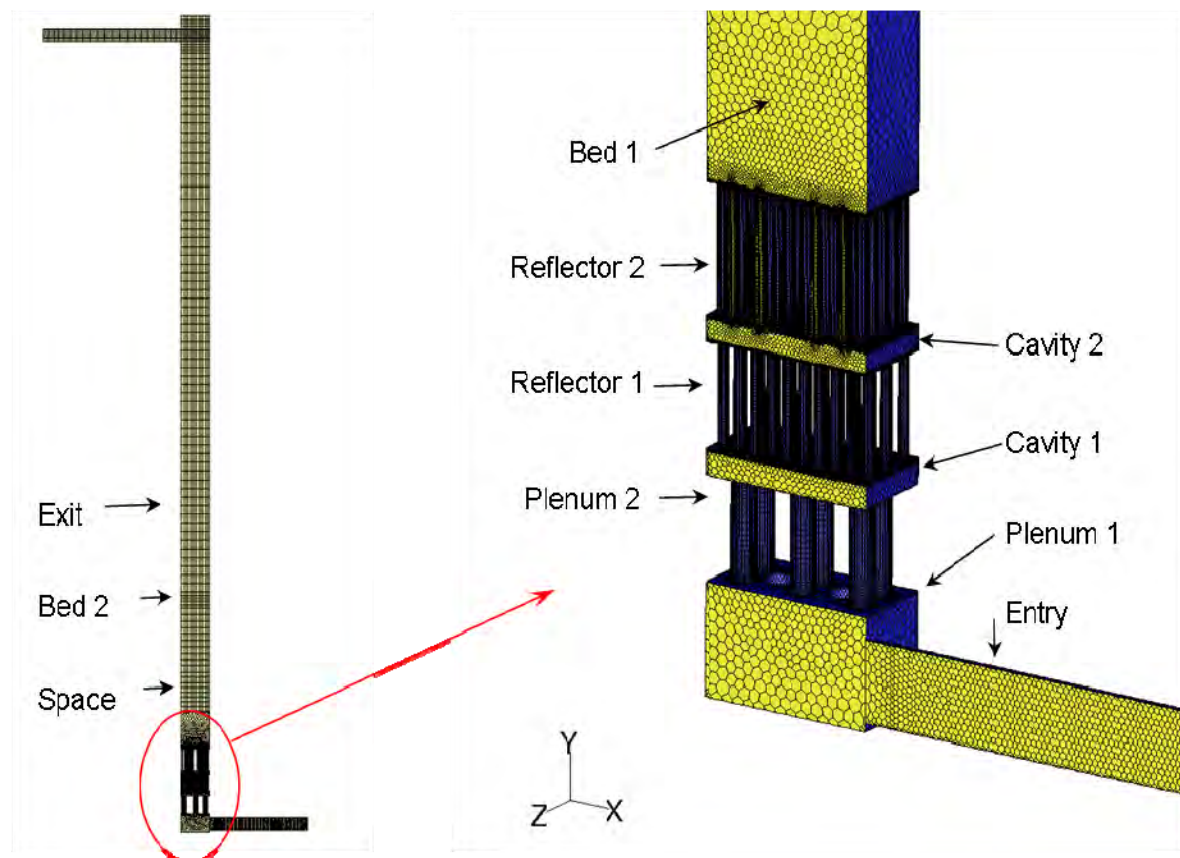 Exit
Bed 2
Space
Bed 1
Reflector 2
Cavity 2
Reflector 1
Cavity 1
Plenum 2
Plenum 1
Entry
Y
Z
X